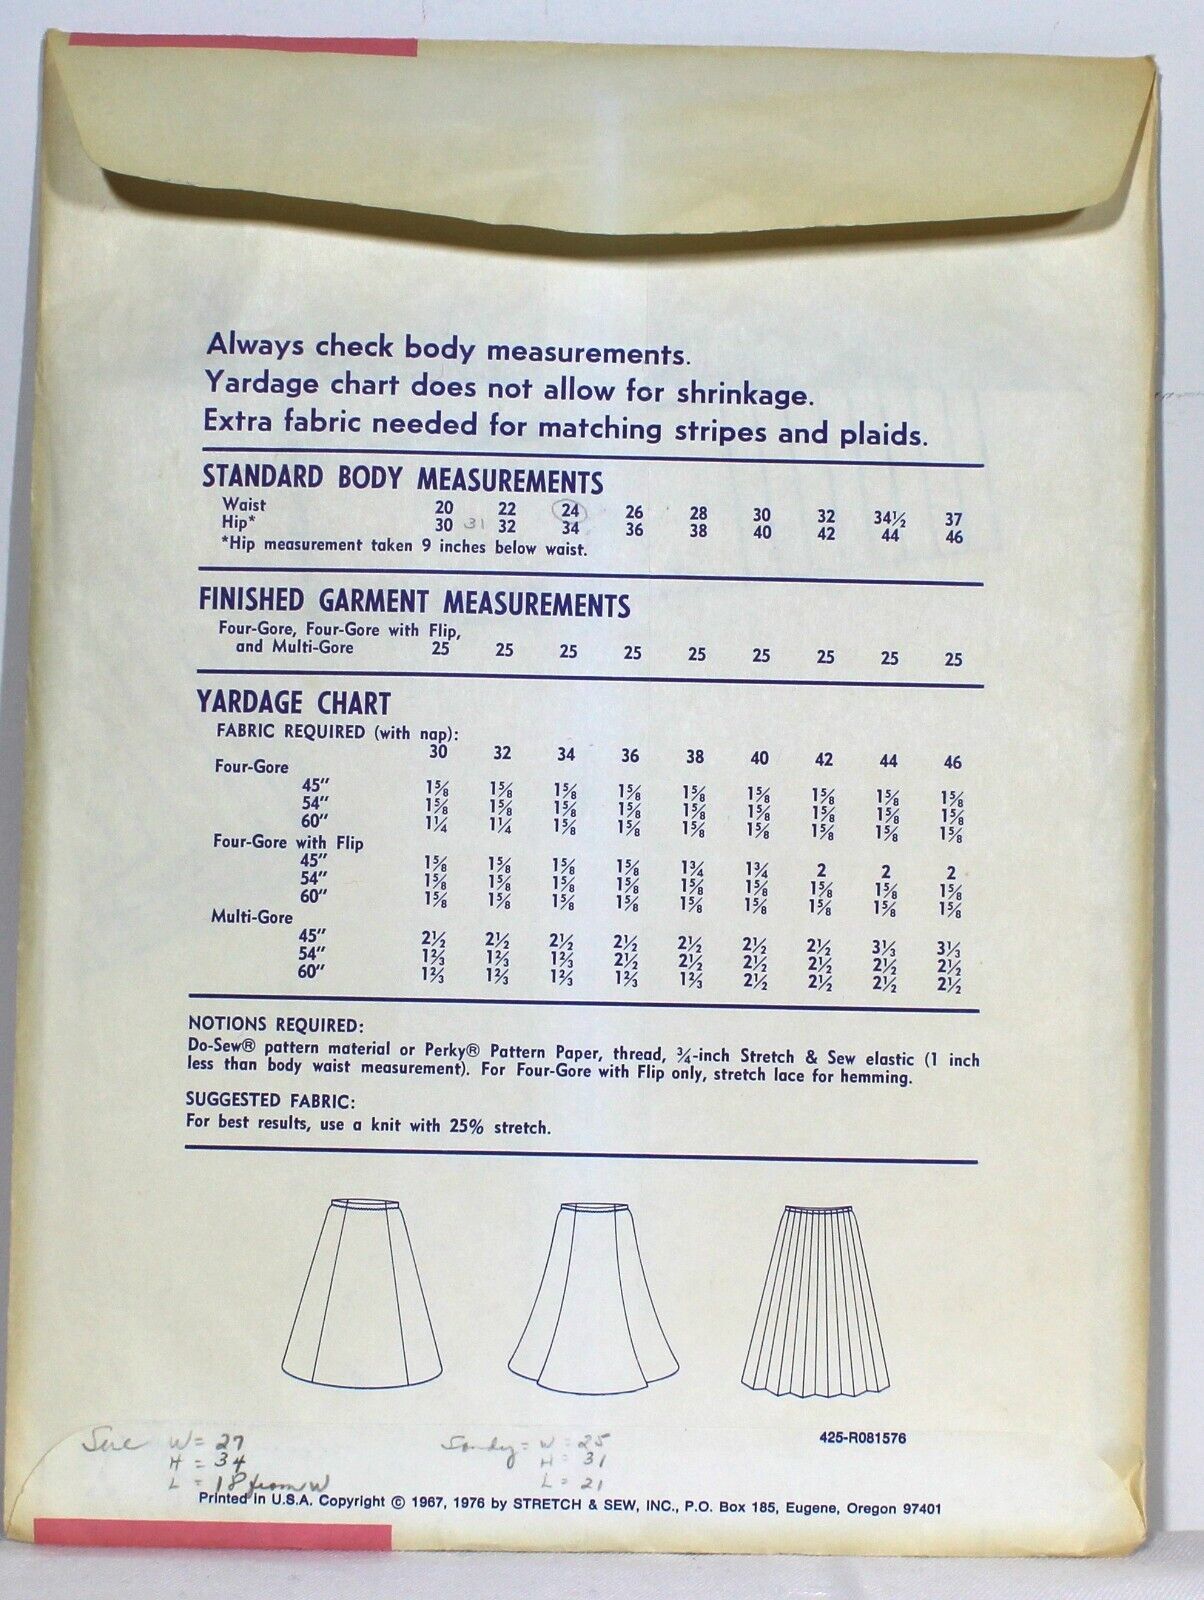 Always check body measurements.
Yardage chart does not allow for shrinkage.
Extra fabric needed for matching stripes and plaids.
STANDARD BODY MEASUREMENTS
Waist 20 22 24 26 28 30 32 34½ 37
Hip* 30 31 32 34 36 38 40 42 44 46
*Hip measurement taken 9 inches below waist.
FINISHED GARMENT MEASUREMENTS
Four-Gore, Four-Gore with Flip,
and Multi-Gore 25 25 25 25 25 25 25 25 25
YARDAGE CHART
FABRIC REQUIRED (with nap):
30 32 34 36 38 40 42 44 46
Four-Gore
45" 1⅝ 1⅝ 1⅝ 1⅝ 1⅝ 1⅝ 1⅝ 1⅝ 1⅝
54" 1⅝ 1⅝ 1⅝ 1⅝ 1⅝ 1⅝ 1⅝ 1⅝ 1⅝
60" 1¼ 1¼ 1⅝ 1⅝ 1⅝ 1⅝ 1⅝ 1⅝ 1⅝
Four-Gore with Flip
45" 1⅝ 1⅝ 1⅝ 1⅝ 1¾ 1¾ 2 2 2
54" 1⅝ 1⅝ 1⅝ 1⅝ 1⅝ 1⅝ 1⅝ 1⅝ 1⅝
60" 1⅝ 1⅝ 1⅝ 1⅝ 1⅝ 1⅝ 1⅝ 1⅝ 1⅝
Multi-Gore
45" 2½ 2½ 2½ 2½ 2½ 2½ 2½ 3⅓ 3⅓
54" 1⅔ 1⅔ 1⅔ 2½ 2½ 2½ 2½ 2½ 2½
60" 1⅔ 1⅔ 1⅔ 1⅔ 1⅔ 2½ 2½ 2½ 2½
NOTIONS REQUIRED:
Do-Sew® pattern material or Perky® Pattern Paper, thread, ¾-inch Stretch & Sew elastic (1 inch
less than body waist measurement). For Four-Gore with Flip only, stretch lace for hemming.
SUGGESTED FABRIC:
For best results, use a knit with 25% stretch.
425-R081576
Sue W = 27
H = 34
L = 18 from W
Sandy = W = 25
H = 31
L = 21
Printed in U.S.A. Copyright © 1967, 1976 by STRETCH & SEW, INC., P.O. Box 185, Eugene, Oregon 97401